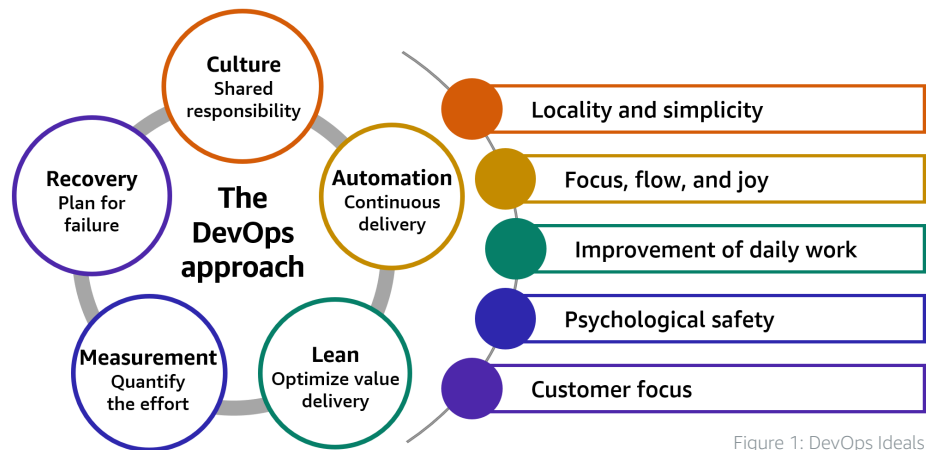 Culture
Shared
responsibility
Recovery
Plan for
failure
The
DevOps
approach
Automation
Continuous
delivery
Measurement
Quantify
the effort
Lean
Optimize value
delivery
Locality and simplicity
Focus, flow, and joy
Improvement of daily work
Psychological safety
Customer focus
Figure 1: DevOps Ideals